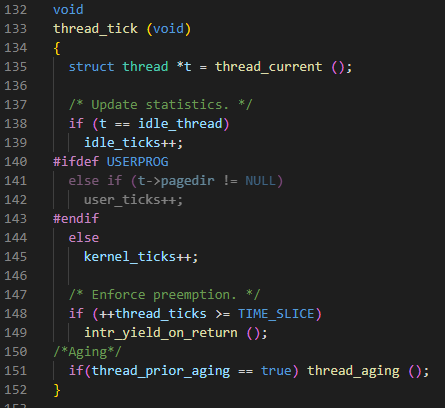 132 void
133 thread_tick (void)
134 {
135   struct thread *t = thread_current ();
136
137   /* Update statistics. */
138   if (t == idle_thread)
139     idle_ticks++;
140 #ifdef USERPROG
141   else if (t->pagedir != NULL)
142     user_ticks++;
143 #endif
144   else
145     kernel_ticks++;
146
147   /* Enforce preemption. */
148   if (++thread_ticks >= TIME_SLICE)
149     intr_yield_on_return ();
150 /*Aging*/
151   if(thread_prior_aging == true) thread_aging ();
152 }